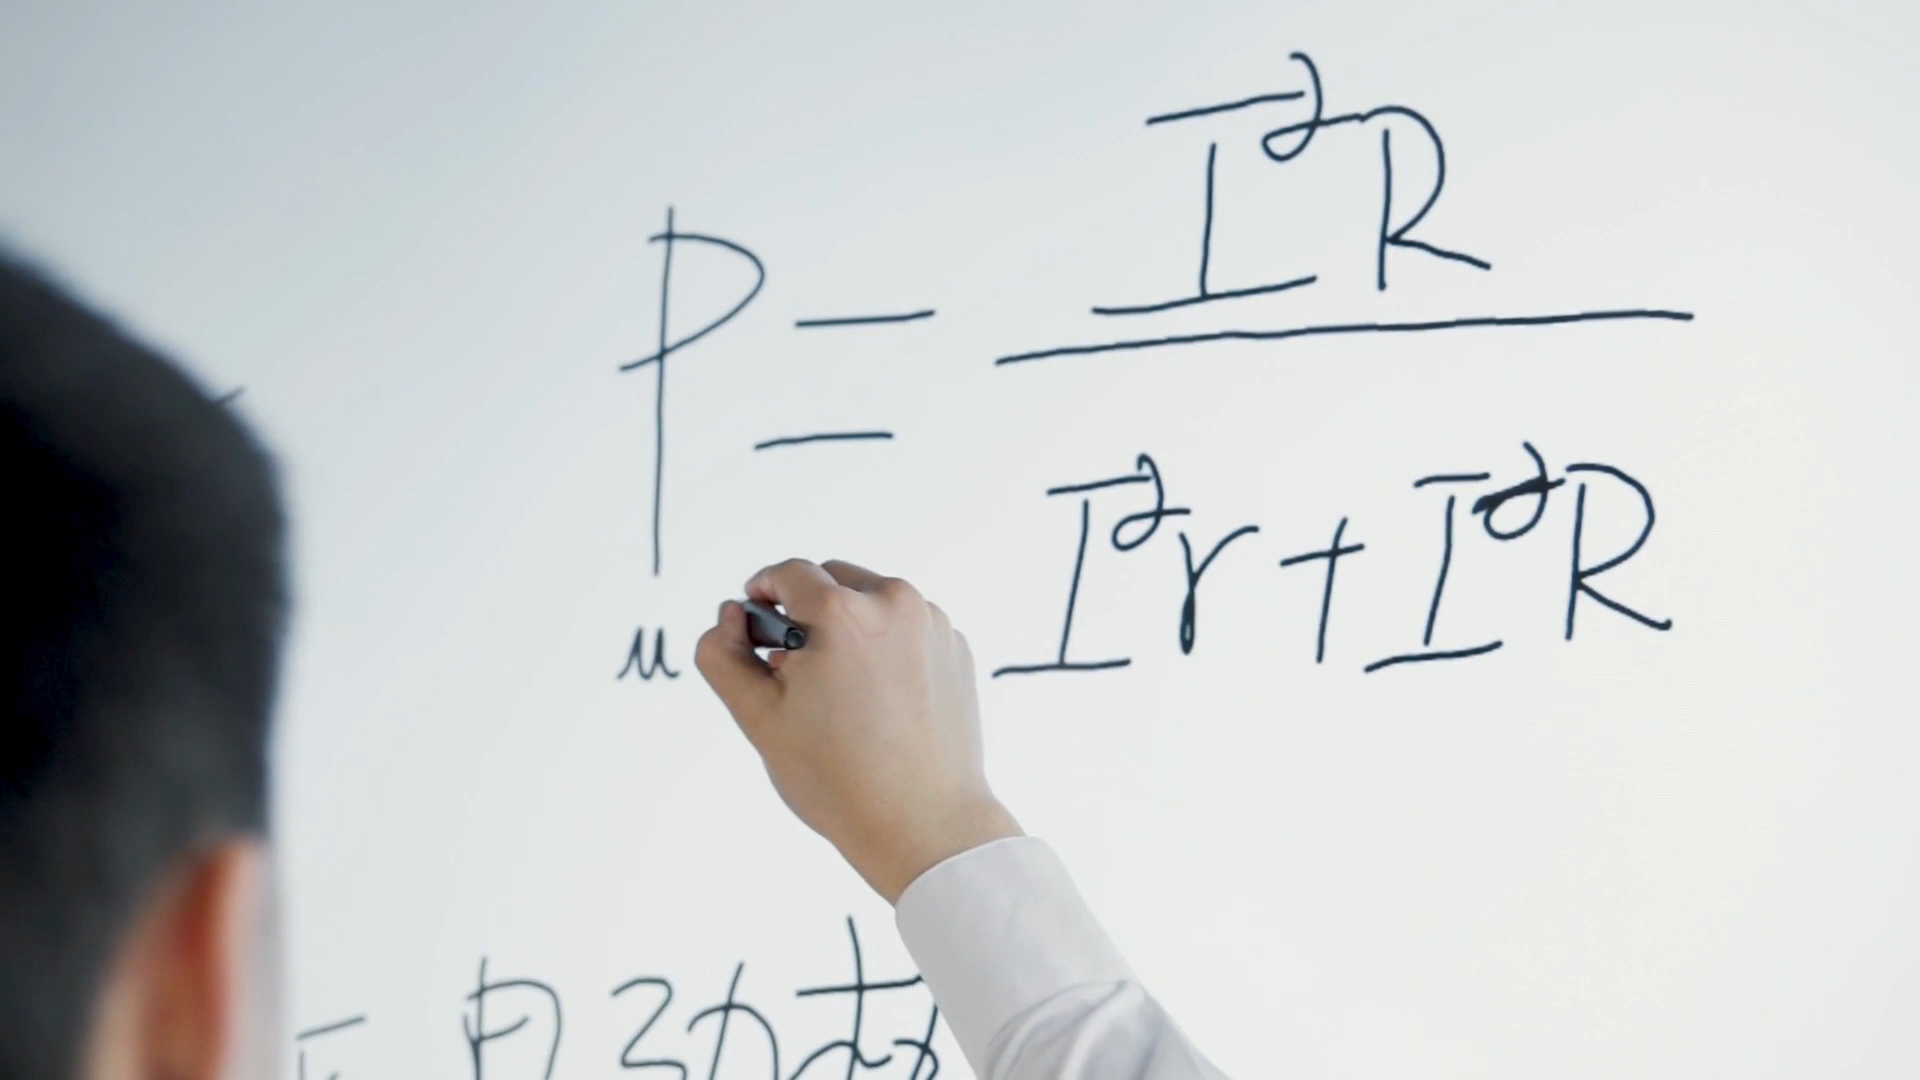 P = I²R
I²r + I²R
u